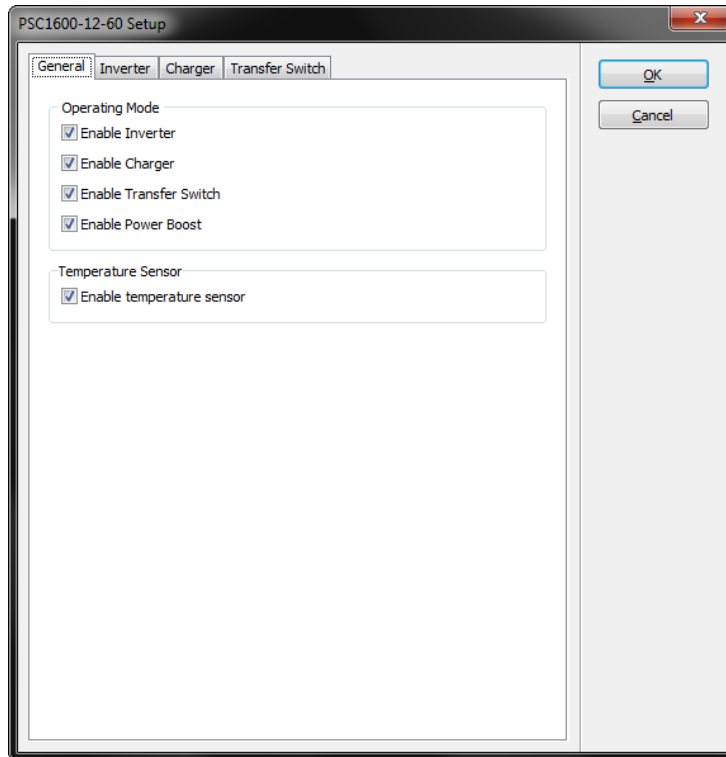 PSC1600-12-60 Setup
X
General Inverter Charger Transfer Switch
OK
Cancel
Operating Mode
Enable Inverter
Enable Charger
Enable Transfer Switch
Enable Power Boost
Temperature Sensor
Enable temperature sensor